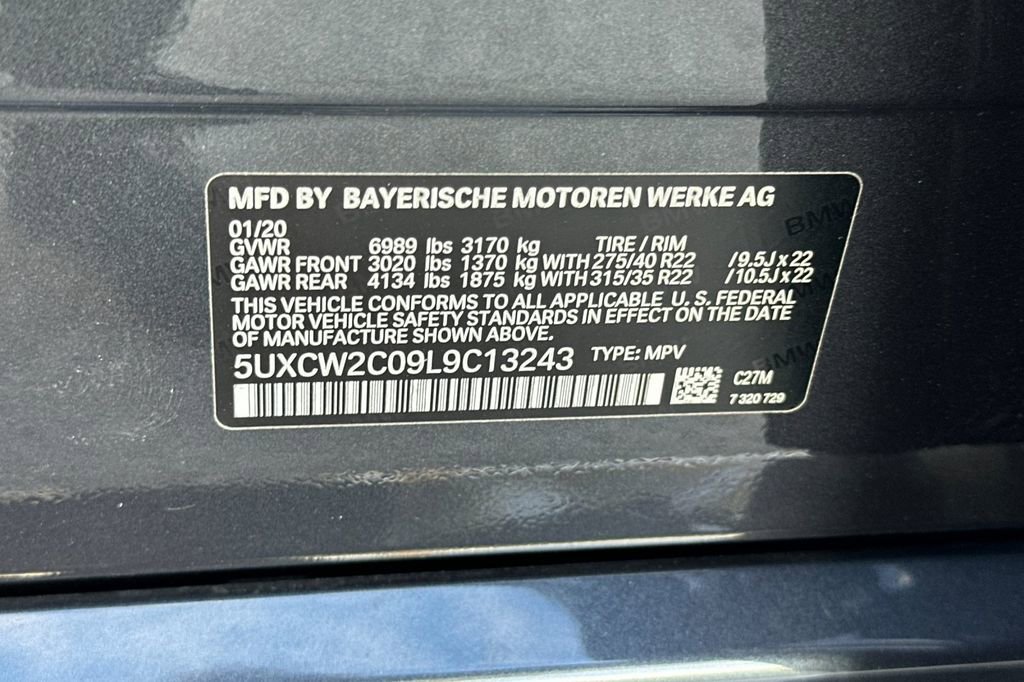 MFD BY BAYERISCHE MOTOREN WERKE AG
01/20
GVWR 6989 lbs 3170 kg TIRE / RIM
GAWR FRONT 3020 lbs 1370 kg WITH 275/40 R22 /9.5J x 22
GAWR REAR 4134 lbs 1875 kg WITH 315/35 R22 /10.5J x 22
THIS VEHICLE CONFORMS TO ALL APPLICABLE U. S. FEDERAL
MOTOR VEHICLE SAFETY STANDARDS IN EFFECT ON THE DATE
OF MANUFACTURE SHOWN ABOVE.
5UXCW2C09L9C13243 TYPE: MPV
C27M
7 320 729
BMW